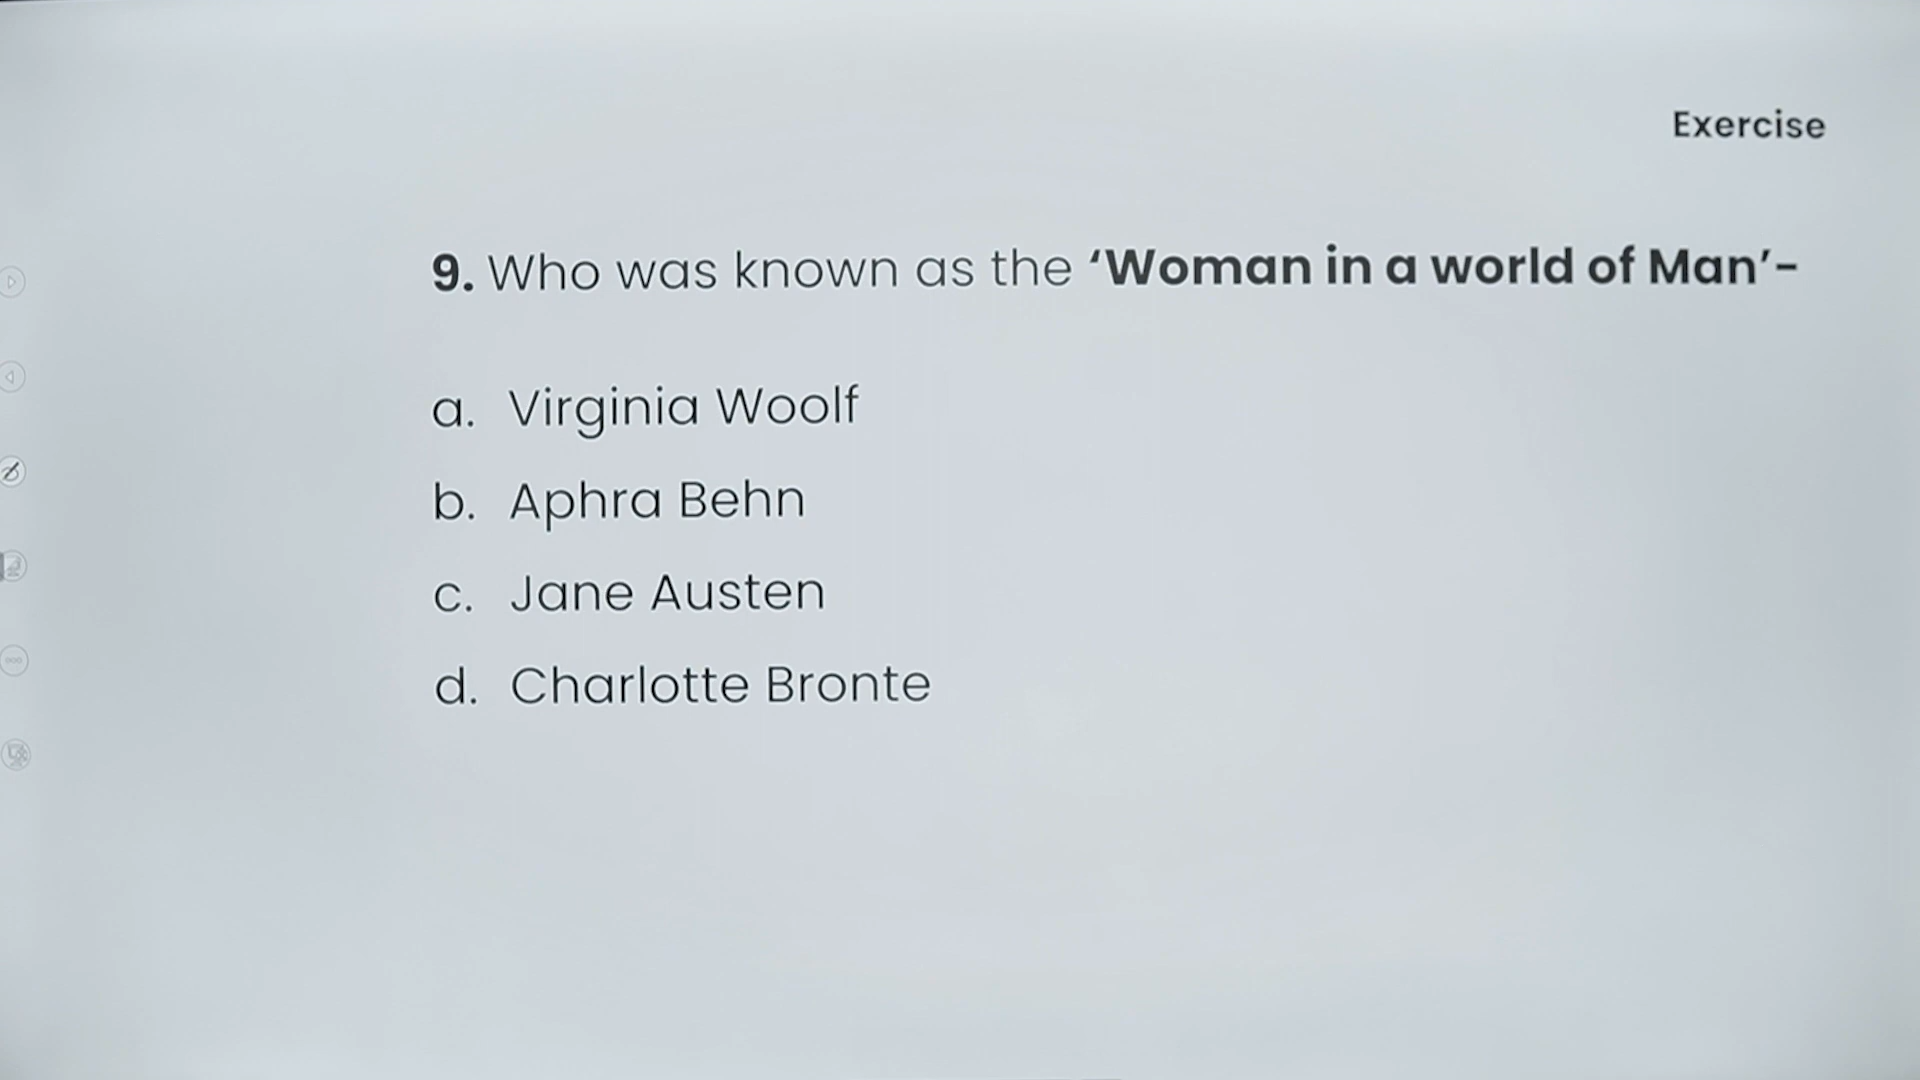 Exercise
9. Who was known as the ‘Woman in a world of Man’-
a. Virginia Woolf
b. Aphra Behn
c. Jane Austen
d. Charlotte Bronte